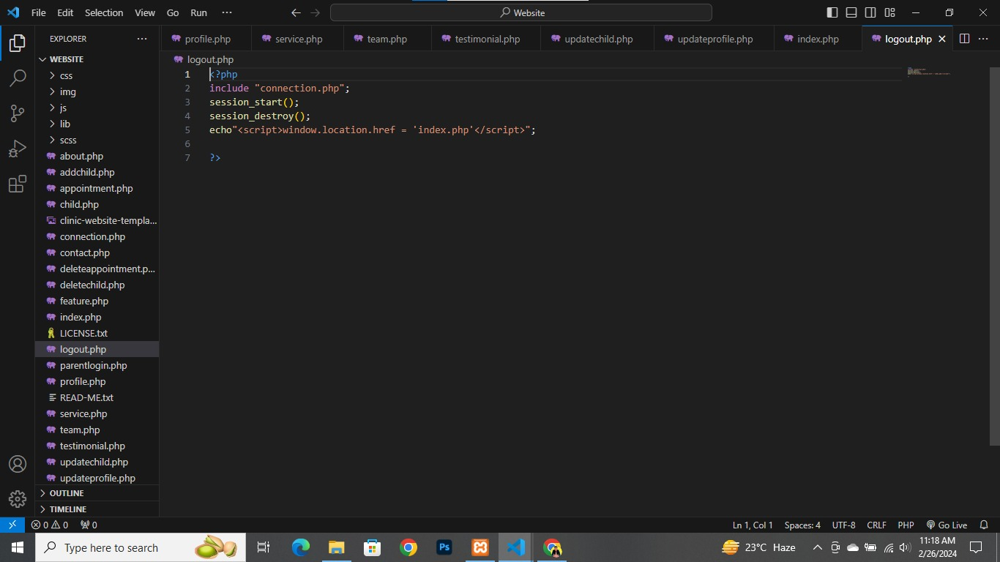 File Edit Selection View Go Run ···
Website
EXPLORER ···
WEBSITE
css
img
js
lib
scss
about.php
addchild.php
appointment.php
child.php
clinic-website-templa...
connection.php
contact.php
deleteappointment.p...
deletechild.php
feature.php
index.php
LICENSE.txt
logout.php
parentlogin.php
profile.php
READ-ME.txt
service.php
team.php
testimonial.php
updatechild.php
updateprofile.php
OUTLINE
TIMELINE
profile.php service.php team.php testimonial.php updatechild.php updateprofile.php index.php logout.php
logout.php
1 <?php
2 include "connection.php";
3 session_start();
4 session_destroy();
5 echo"<script>window.location.href = 'index.php'</script>";
6
7 ?>
0 0 0 Ln 1, Col 1 Spaces: 4 UTF-8 CRLF PHP Go Live
Type here to search
Ps
23°C Haze
11:18 AM
2/26/2024